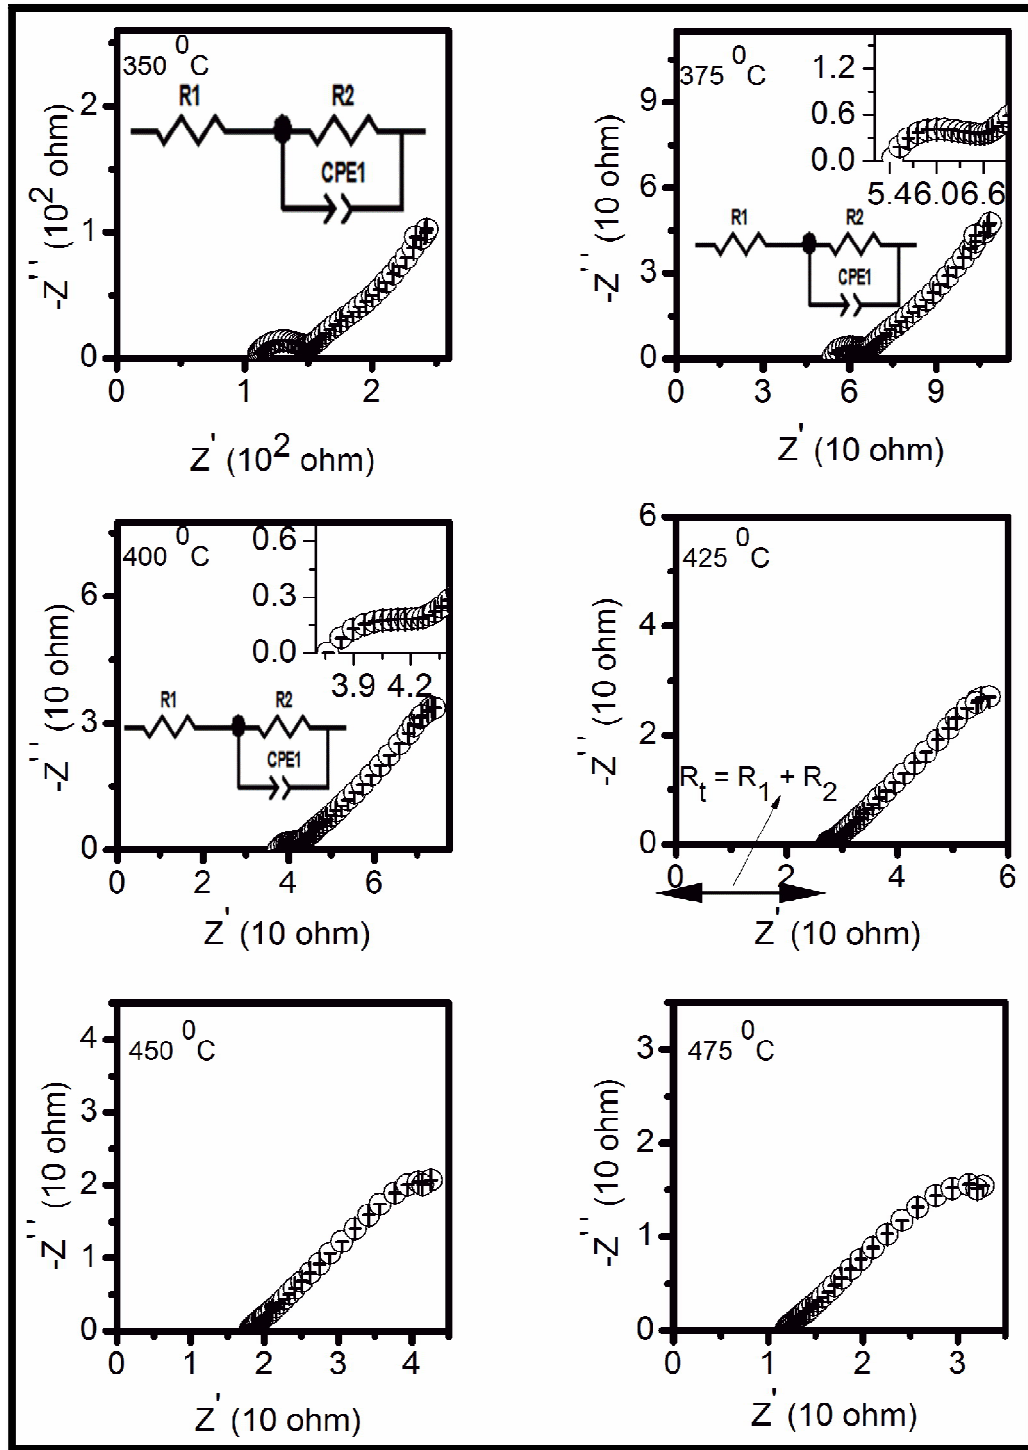 350 ⁰C
R1 R2
CPE1
2
1
0
-Z'' (10² ohm)
0 1 2
Z' (10² ohm)
375 ⁰C
1.2
0.6
0.0
5.46.06.6
R1 R2
CPE1
9
6
3
0
-Z'' (10 ohm)
0 3 6 9
Z' (10 ohm)
400 ⁰C
0.6
0.3
0.0
3.9 4.2
R1 R2
CPE1
6
3
0
-Z'' (10 ohm)
0 2 4 6
Z' (10 ohm)
425 ⁰C
6
4
2
0
-Z'' (10 ohm)
Rₜ = R₁ + R₂
0 2 4 6
Z' (10 ohm)
450 ⁰C
4
3
2
1
0
-Z'' (10 ohm)
0 1 2 3 4
Z' (10 ohm)
475 ⁰C
3
2
1
0
-Z'' (10 ohm)
0 1 2 3
Z' (10 ohm)